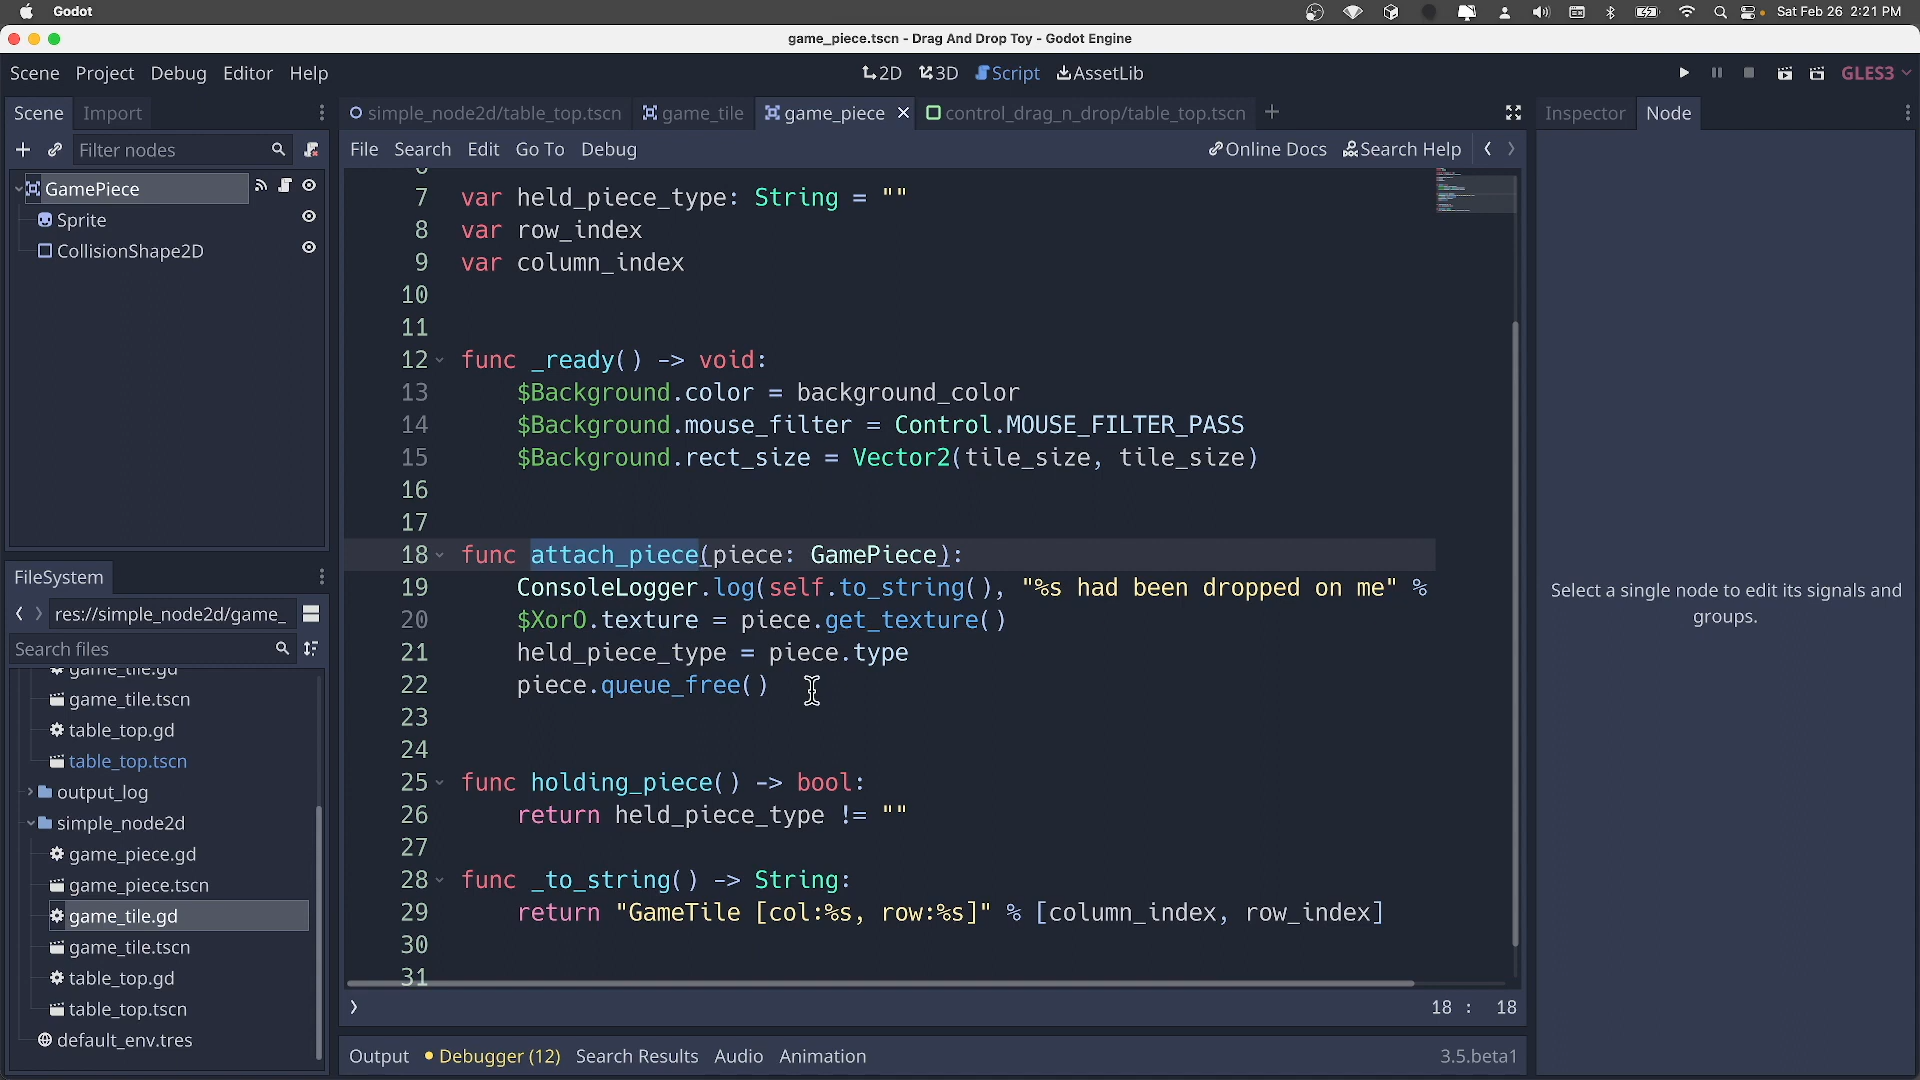 Godot
Sat Feb 26 2:21 PM
game_piece.tscn - Drag And Drop Toy - Godot Engine
Scene Project Debug Editor Help
2D 3D Script AssetLib
GLES3
Scene Import
simple_node2d/table_top.tscn game_tile game_piece control_drag_n_drop/table_top.tscn
Inspector Node
Filter nodes
File Search Edit Go To Debug
Online Docs Search Help
GamePiece
Sprite
CollisionShape2D
7 var held_piece_type: String = ""
8 var row_index
9 var column_index
10
11
12 func _ready() -> void:
13 $Background.color = background_color
14 $Background.mouse_filter = Control.MOUSE_FILTER_PASS
15 $Background.rect_size = Vector2(tile_size, tile_size)
16
17
18 func attach_piece(piece: GamePiece):
19 ConsoleLogger.log(self.to_string(), "%s had been dropped on me" %
20 $XorO.texture = piece.get_texture()
21 held_piece_type = piece.type
22 piece.queue_free()
23
24
25 func holding_piece() -> bool:
26 return held_piece_type != ""
27
28 func _to_string() -> String:
29 return "GameTile [col:%s, row:%s]" % [column_index, row_index]
30
31
18 : 18
Select a single node to edit its signals and
groups.
FileSystem
res://simple_node2d/game_
Search files
game_tile.gd
game_tile.tscn
table_top.gd
table_top.tscn
output_log
simple_node2d
game_piece.gd
game_piece.tscn
game_tile.gd
game_tile.tscn
table_top.gd
table_top.tscn
default_env.tres
Output Debugger (12) Search Results Audio Animation
3.5.beta1